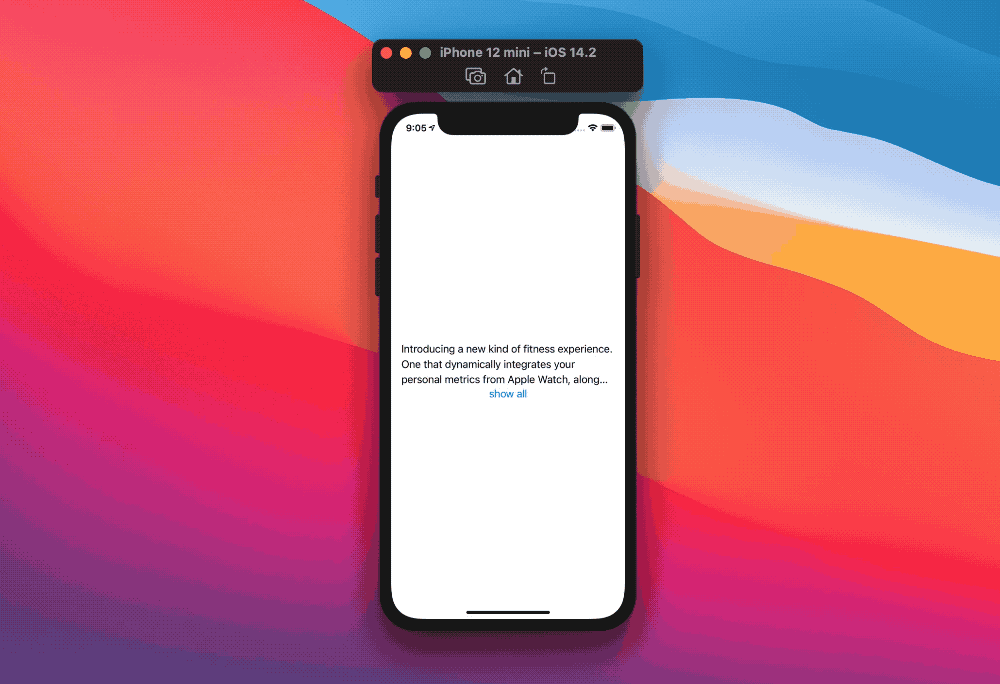 iPhone 12 mini – iOS 14.2
9:05
Introducing a new kind of fitness experience.
One that dynamically integrates your
personal metrics from Apple Watch, along...
show all